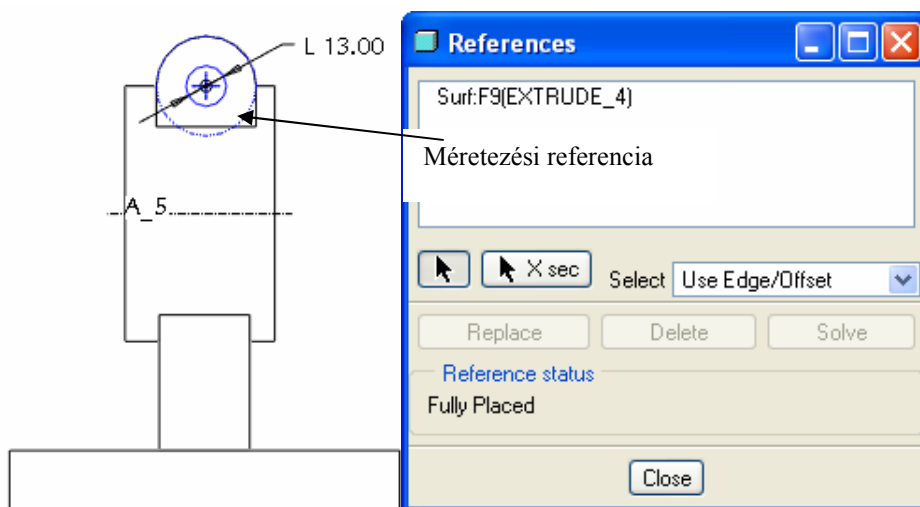 L 13.00
A_5
References
Surf:F9(EXTRUDE_4)
Méretezési referencia
X sec
Select
Use Edge/Offset
Replace
Delete
Solve
Reference status
Fully Placed
Close